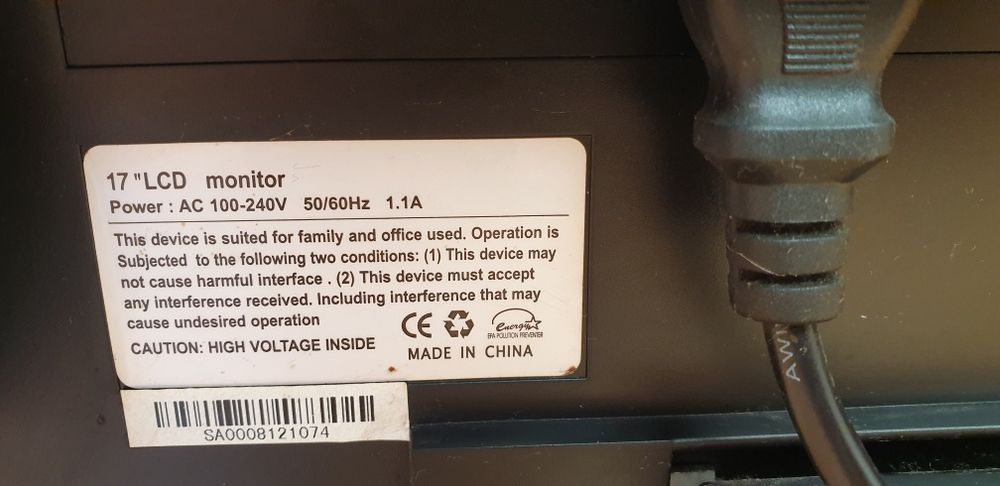 17 "LCD monitor
Power : AC 100-240V 50/60Hz 1.1A
This device is suited for family and office used. Operation is
Subjected to the following two conditions: (1) This device may
not cause harmful interface . (2) This device must accept
any interference received. Including interference that may
cause undesired operation
CE
energy
EPA POLLUTION PREVENTER
CAUTION: HIGH VOLTAGE INSIDE
MADE IN CHINA
SA0008121074